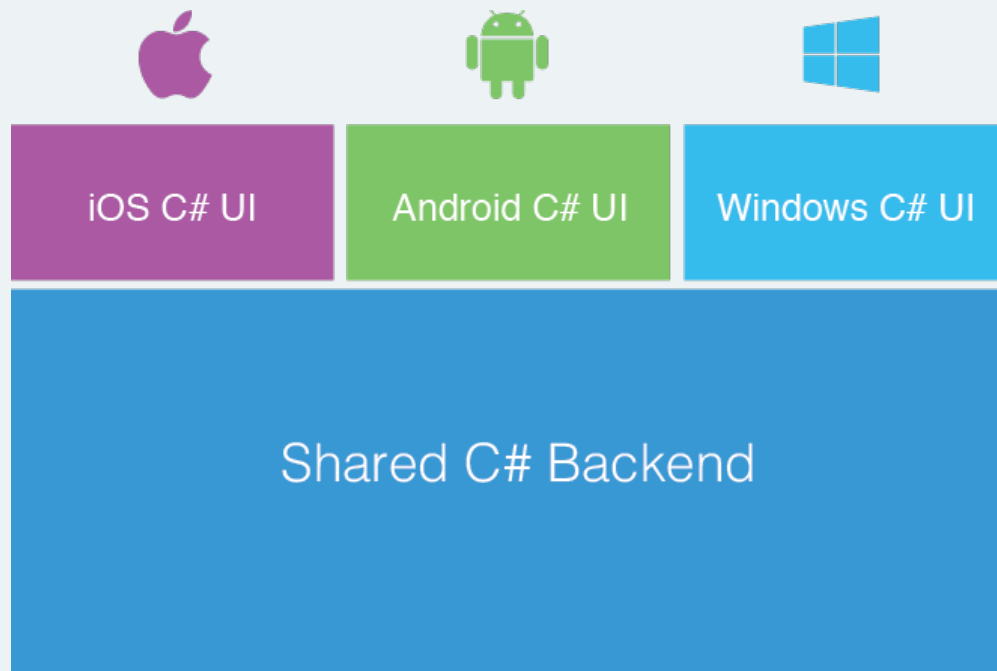 iOS C# UI
Android C# UI
Windows C# UI
Shared C# Backend